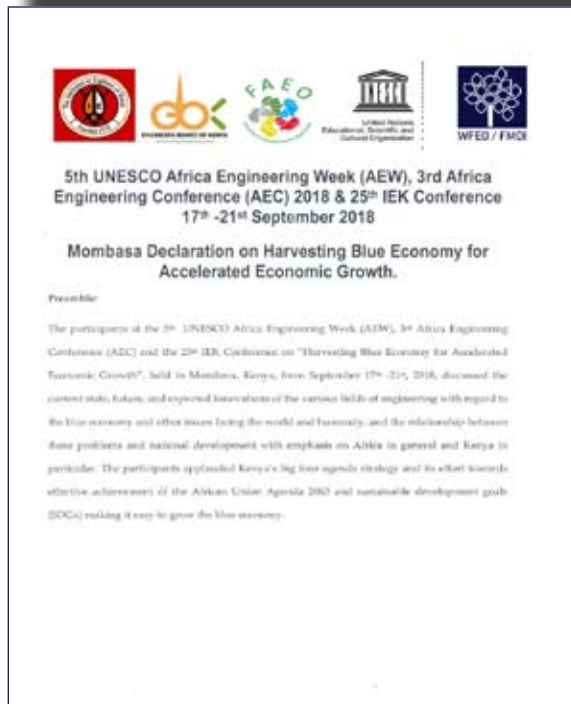 FAEO
ENGINEERS BOARD OF KENYA
United Nations
Educational, Scientific and
Cultural Organization
WFEO / FMOI
5th UNESCO Africa Engineering Week (AEW), 3rd Africa
Engineering Conference (AEC) 2018 & 25th IEK Conference
17th -21st September 2018
Mombasa Declaration on Harvesting Blue Economy for
Accelerated Economic Growth.
Preamble:
The participants at the 5th UNESCO Africa Engineering Week (AEW), 3rd Africa Engineering
Conference (AEC) and the 25th IEK Conference on "Harvesting Blue Economy for Accelerated
Economic Growth", held in Mombasa, Kenya, from September 17th -21st, 2018, discussed the
current state, future, and expected innovations of the various fields of engineering with regard to
the blue economy and other issues facing the world and humanity, and the relationship between
these problems and national development with emphasis on Africa in general and Kenya in
particular. The participants applauded Kenya's big four agenda strategy and its effort towards
effective achievement of the African Union Agenda 2063 and sustainable development goals
(SDGs) making it easy to grow the blue economy.